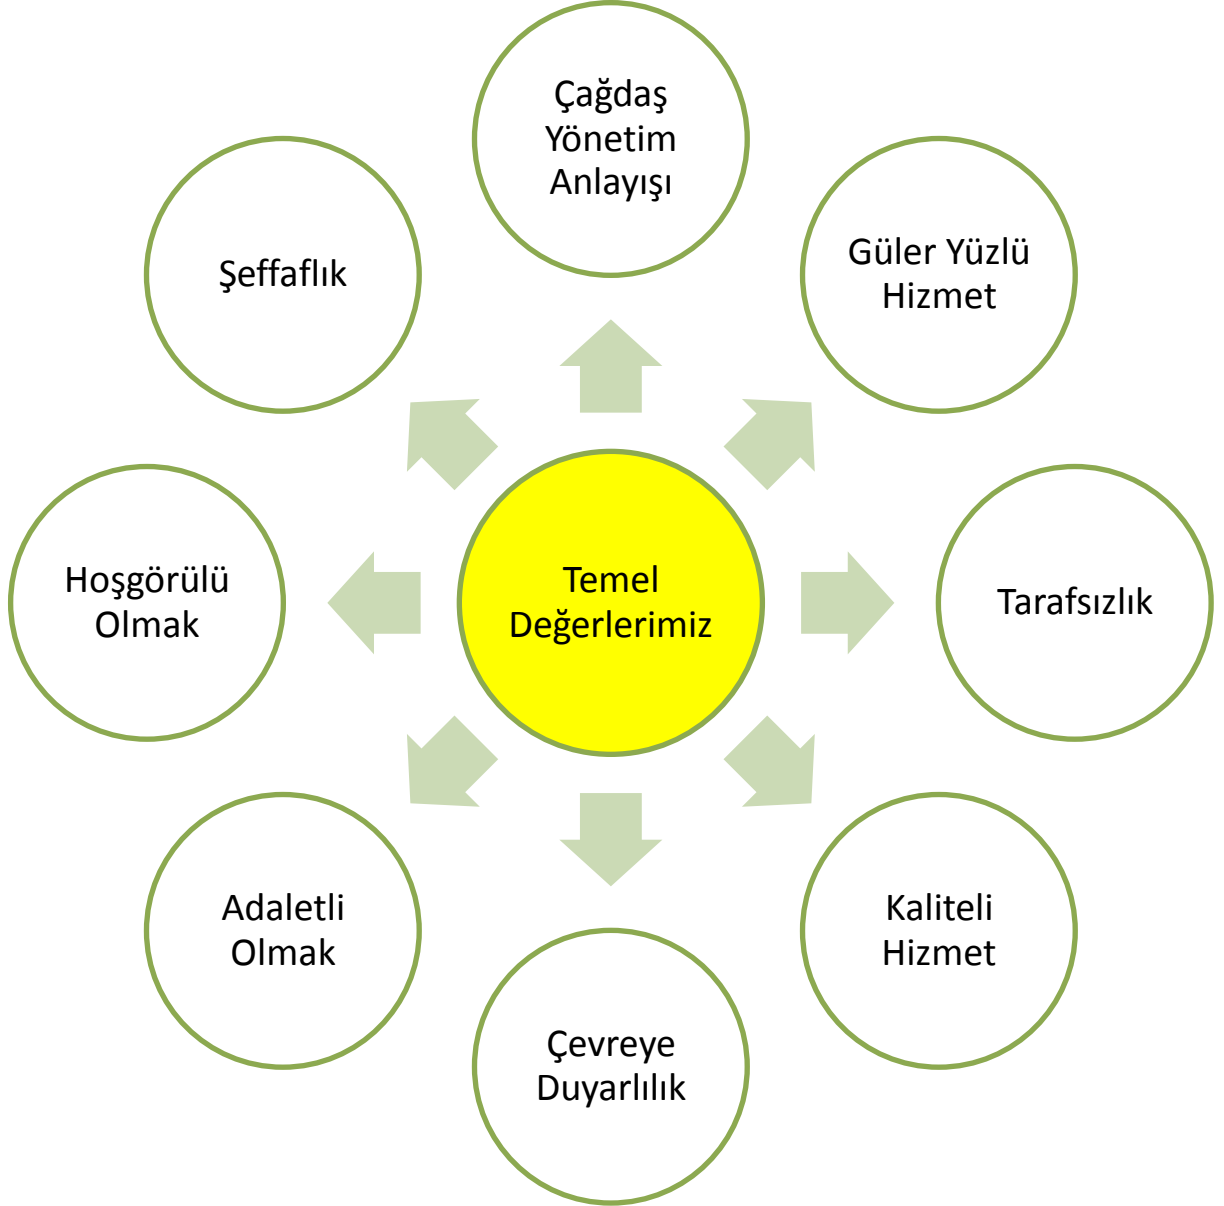 Çağdaş
Yönetim
Anlayışı
Güler Yüzlü
Hizmet
Tarafsızlık
Kaliteli
Hizmet
Çevreye
Duyarlılık
Adaletli
Olmak
Hoşgörülü
Olmak
Şeffaflık
Temel
Değerlerimiz